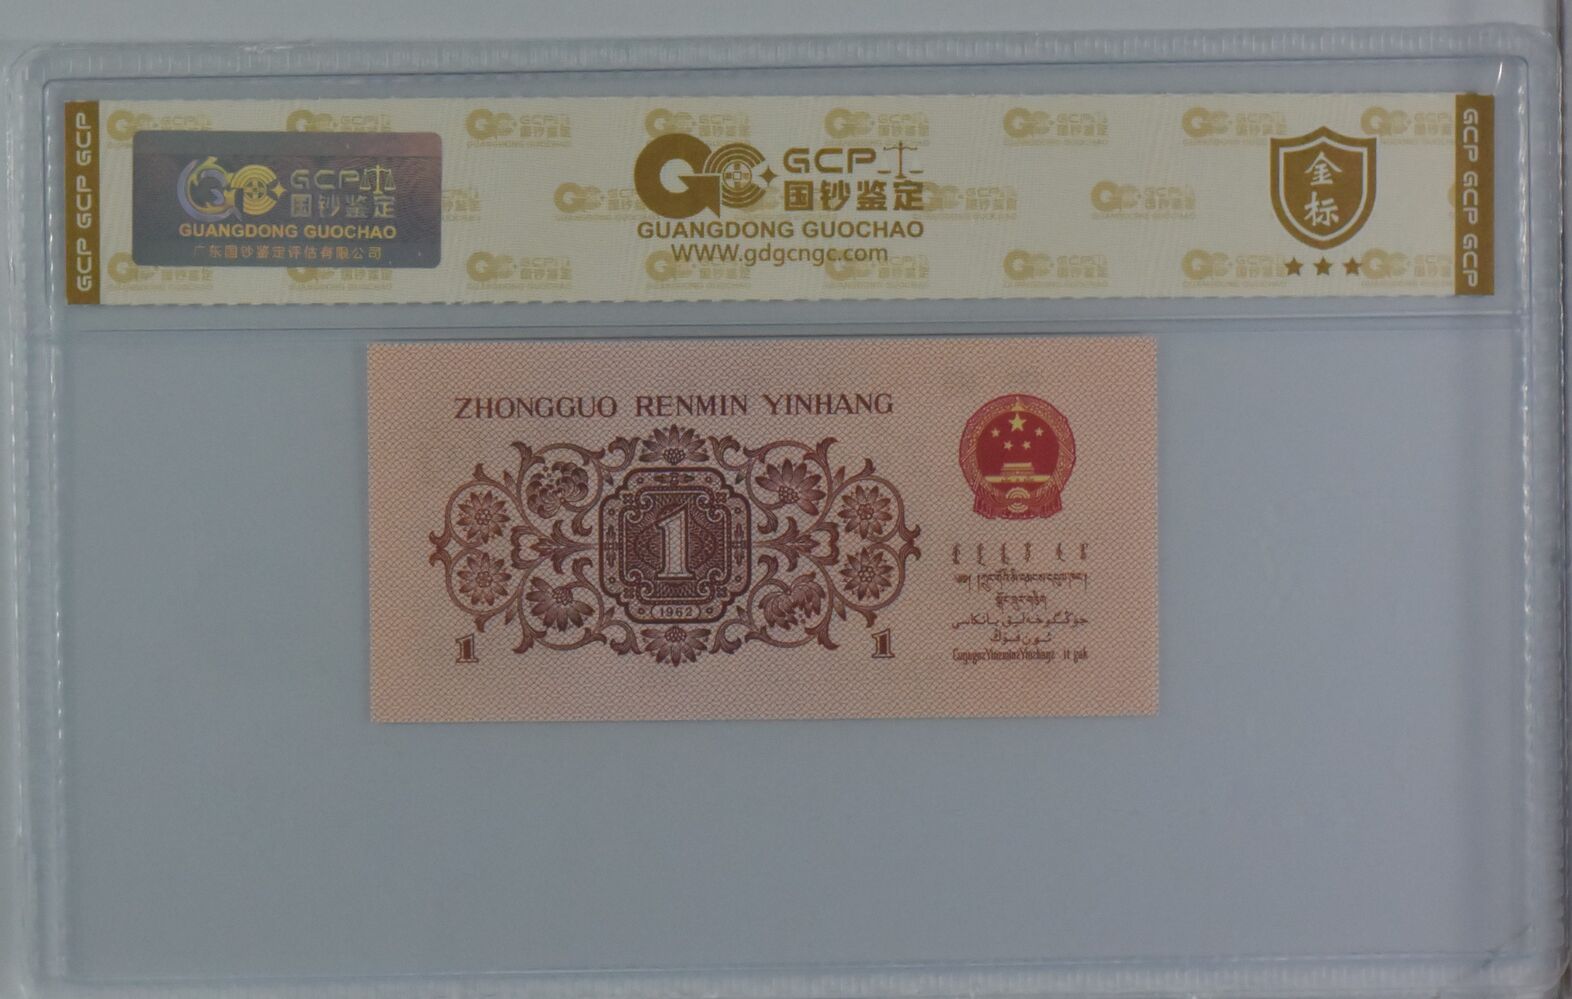 GCP GCP GCP
GCP
国钞鉴定
GUANGDONG GUOCHAO
广东国钞鉴定评估有限公司
GCP
国钞鉴定
GUANGDONG GUOCHAO
WWW.gdgcngc.com
金
标
GCP GCP GCP
ZHONGGUO RENMIN YINHANG
1
1962
1
1